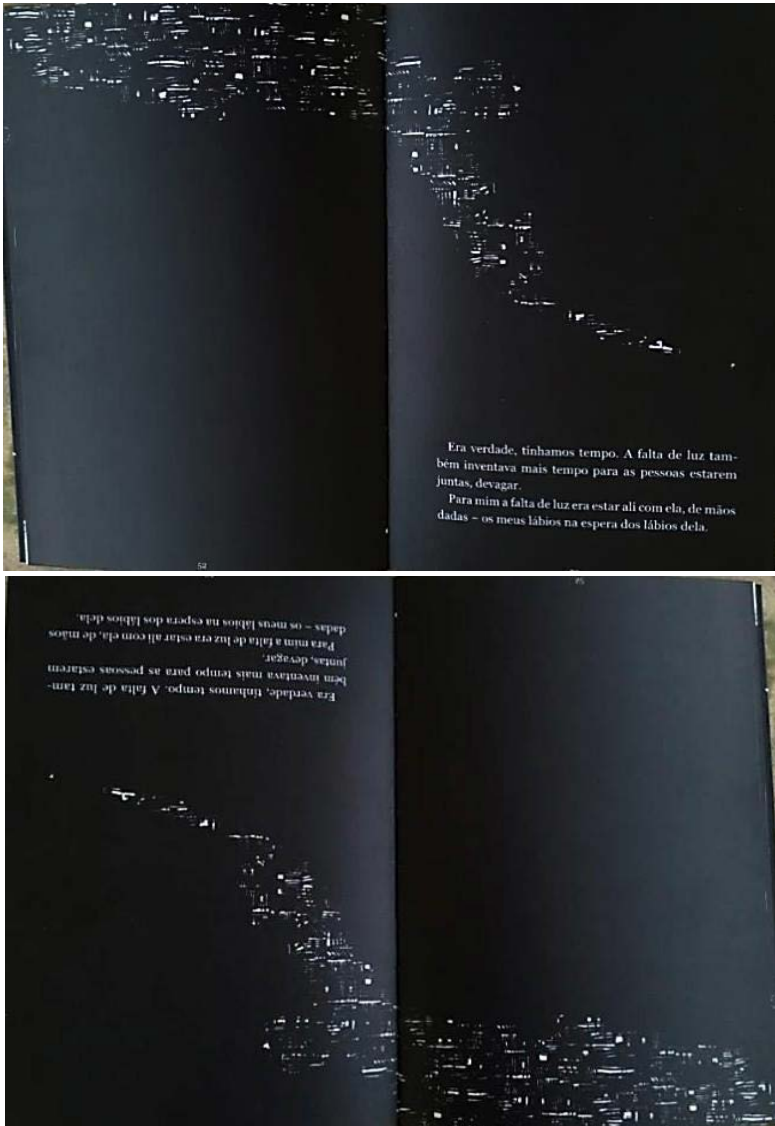 Era verdade, tínhamos tempo. A falta de luz tam-
bém inventava mais tempo para as pessoas estarem
juntas, devagar.
Para mim a falta de luz era estar ali com ela, de mãos
dadas – os meus lábios na espera dos lábios dela.
52
52
Era verdade, tínhamos tempo. A falta de luz tam-
bém inventava mais tempo para as pessoas estarem
juntas, devagar.
Para mim a falta de luz era estar ali com ela, de mãos
dadas – os meus lábios na espera dos lábios dela.